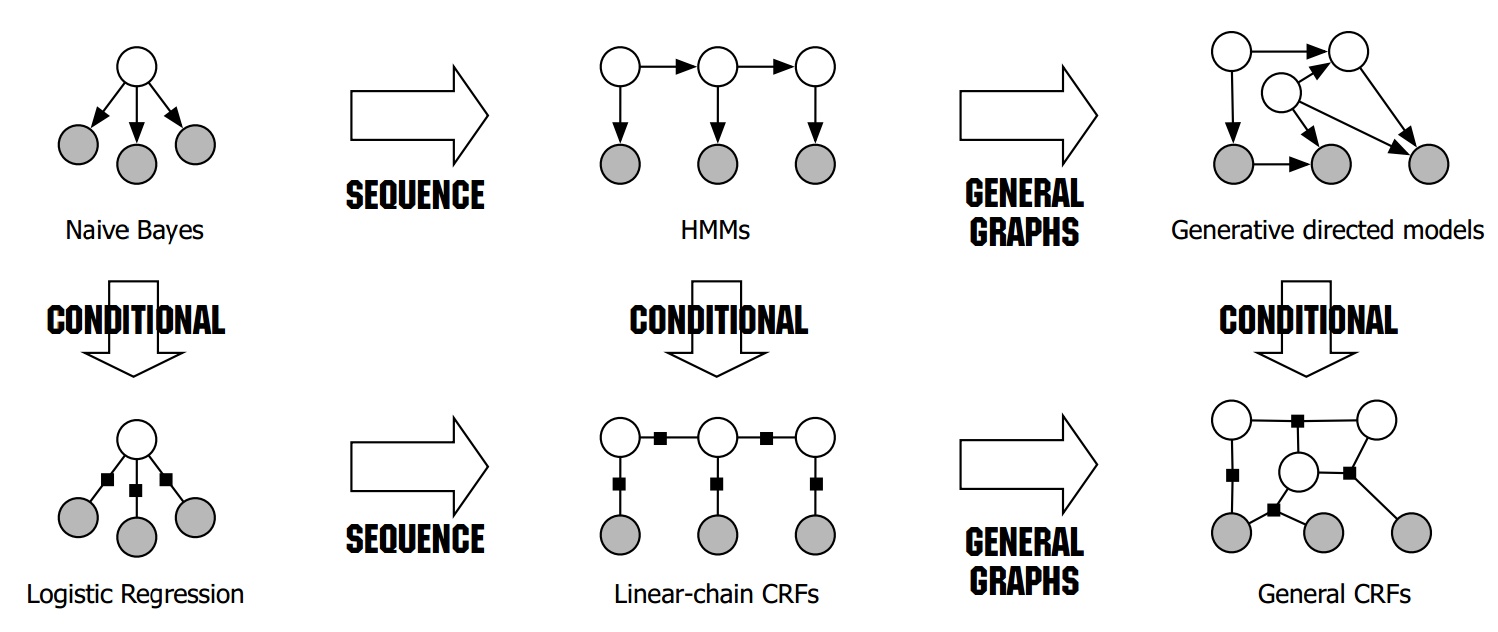 SEQUENCE
GENERAL
GRAPHS
Naive Bayes
HMMs
Generative directed models
CONDITIONAL
CONDITIONAL
CONDITIONAL
SEQUENCE
GENERAL
GRAPHS
Logistic Regression
Linear-chain CRFs
General CRFs